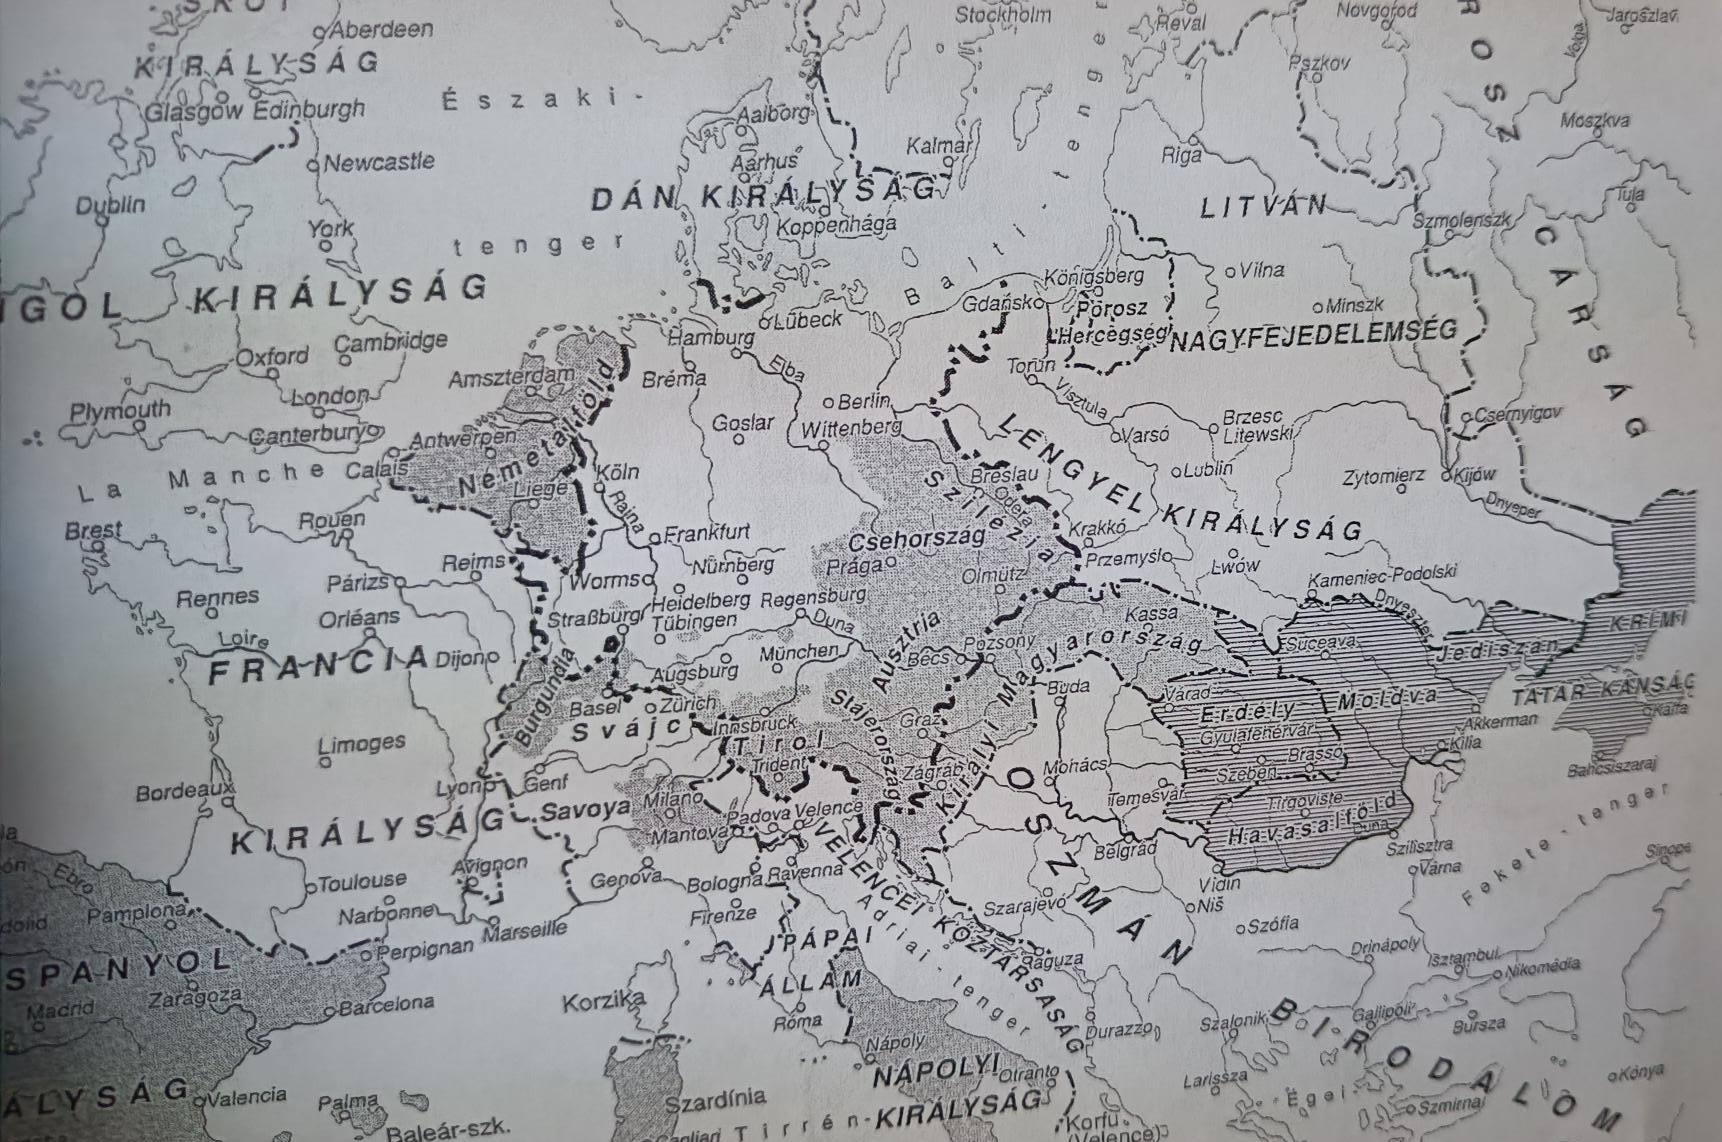 SKÓT
KIRÁLYSÁG
Aberdeen
Glasgow
Edinburgh
Newcastle
Dublin
York
ANGOL KIRÁLYSÁG
Oxford
Cambridge
London
Plymouth
Canterbury
Északi-
tenger
La Manche
Calais
Stockholm
Reval
Novgorod
Jaroszlav
Pszkov
Volga
Moszkva
Tula
OROSZ
CÁRSÁG
Aalborg
Aarhus
Kalmar
DÁN KIRÁLYSÁG
Koppenhága
Balti-tenger
Riga
LITVÁN
Szmolenszk
Vilna
Minszk
NAGYFEJEDELEMSÉG
Königsberg
Gdańsk
Porosz
Hercegség
Toruń
Visztula
Lübeck
Hamburg
Bréma
Elba
Berlin
Goslar
Wittenberg
Amszterdam
Németalföld
Antwerpen
Liege
Köln
Rajna
Frankfurt
Worms
Nürnberg
Heidelberg
Tübingen
Regensburg
Duna
Straßburg
Augsburg
München
Brest
Rouen
Reims
Párizs
Rennes
Orléans
Loire
FRANCIA
KIRÁLYSÁG
Dijon
Burgundia
Limoges
Bordeaux
Lyon
Genf
Savoya
Avignon
Toulouse
Narbonne
Marseille
Perpignan
Basel
Zürich
Svájc
Innsbruck
Tirol
Trident
Milano
Mantova
Padova
Velence
Genova
Bologna
Ravenna
Firenze
PÁPAI
ÁLLAM
Róma
VELENCEI KÖZTÁRSASÁG
Adriai-tenger
Nápoly
NÁPOLYI
KIRÁLYSÁG
Otranto
Korfu
(Velence)
Durazzo
Raguza
Korzika
Szardínia
Cagliari
Tirrén-
Varsó
Brzesc
Litewski
Lublin
Csernyigov
Zytomierz
Kijów
Dnyeper
LENGYEL KIRÁLYSÁG
Breslau
Odera
Szilézia
Krakkó
Przemyśl
Lwów
Kameniec-Podolski
Dnyeszter
Csehország
Prága
Olmütz
Ausztria
Bécs
Pozsony
Kassa
Királyi Magyarország
Buda
Stájerország
Graz
Zágráb
Mohács
Várad
Erdély
Gyulafehérvár
Brassó
Szeben
Temesvár
Belgrád
Suceava
Moldva
Jediszán
KRÍMI
TATÁR KÁNSÁG
Kaffa
Bahcsiszaraj
Akkerman
Kilia
Tirgoviste
Havasalföld
Duna
Szilisztra
Várna
Vidin
Niš
Szófia
Szarajevó
Fekete-tenger
Sinope
OSZMÁN
BIRODALOM
Drinápoly
Isztambul
Nikomédia
Gallipoli
Bursza
Szaloniki
Larissza
Égei-
Szmirna
Kónya
Ebro
Pamplona
SPANYOL
Madrid
Zaragoza
Barcelona
KIRÁLYSÁG
Valencia
Palma
Baleár-szk.